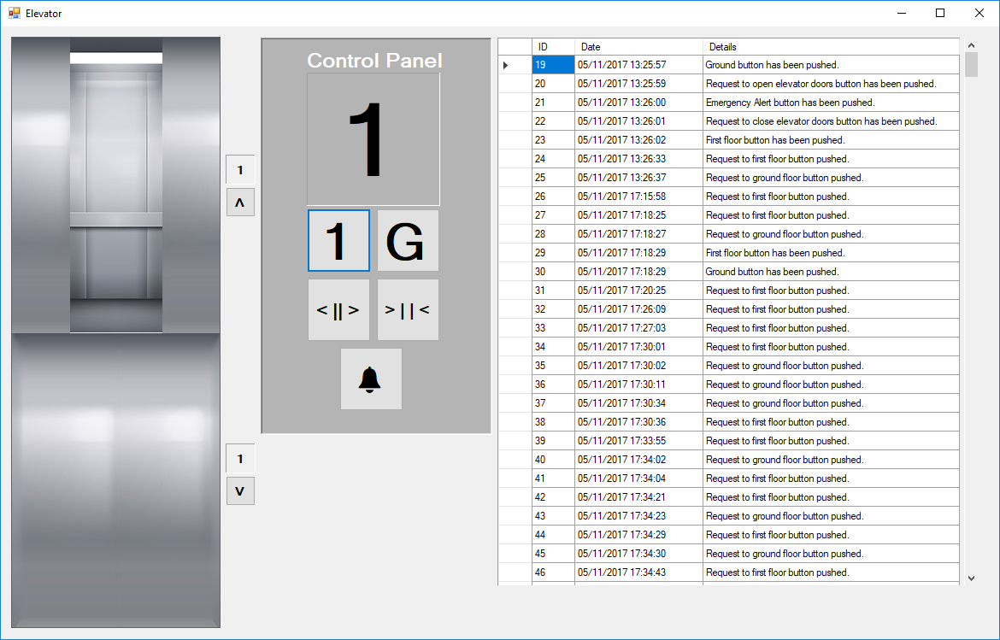 Elevator
1
ʌ
1
v
Control Panel
1
1 G
< || > > | | <
ID Date Details
19 05/11/2017 13:25:57 Ground button has been pushed.
20 05/11/2017 13:25:59 Request to open elevator doors button has been pushed.
21 05/11/2017 13:26:00 Emergency Alert button has been pushed.
22 05/11/2017 13:26:01 Request to close elevator doors button has been pushed.
23 05/11/2017 13:26:02 First floor button has been pushed.
24 05/11/2017 13:26:33 Request to first floor button pushed.
25 05/11/2017 13:26:37 Request to ground floor button pushed.
26 05/11/2017 17:15:58 Request to first floor button pushed.
27 05/11/2017 17:18:25 Request to first floor button pushed.
28 05/11/2017 17:18:27 Request to ground floor button pushed.
29 05/11/2017 17:18:29 First floor button has been pushed.
30 05/11/2017 17:18:29 Ground button has been pushed.
31 05/11/2017 17:20:25 Request to first floor button pushed.
32 05/11/2017 17:26:09 Request to first floor button pushed.
33 05/11/2017 17:27:03 Request to first floor button pushed.
34 05/11/2017 17:30:01 Request to first floor button pushed.
35 05/11/2017 17:30:02 Request to ground floor button pushed.
36 05/11/2017 17:30:11 Request to ground floor button pushed.
37 05/11/2017 17:30:34 Request to ground floor button pushed.
38 05/11/2017 17:30:36 Request to first floor button pushed.
39 05/11/2017 17:33:55 Request to first floor button pushed.
40 05/11/2017 17:34:02 Request to ground floor button pushed.
41 05/11/2017 17:34:04 Request to first floor button pushed.
42 05/11/2017 17:34:21 Request to first floor button pushed.
43 05/11/2017 17:34:23 Request to ground floor button pushed.
44 05/11/2017 17:34:29 Request to first floor button pushed.
45 05/11/2017 17:34:30 Request to ground floor button pushed.
46 05/11/2017 17:34:43 Request to first floor button pushed.